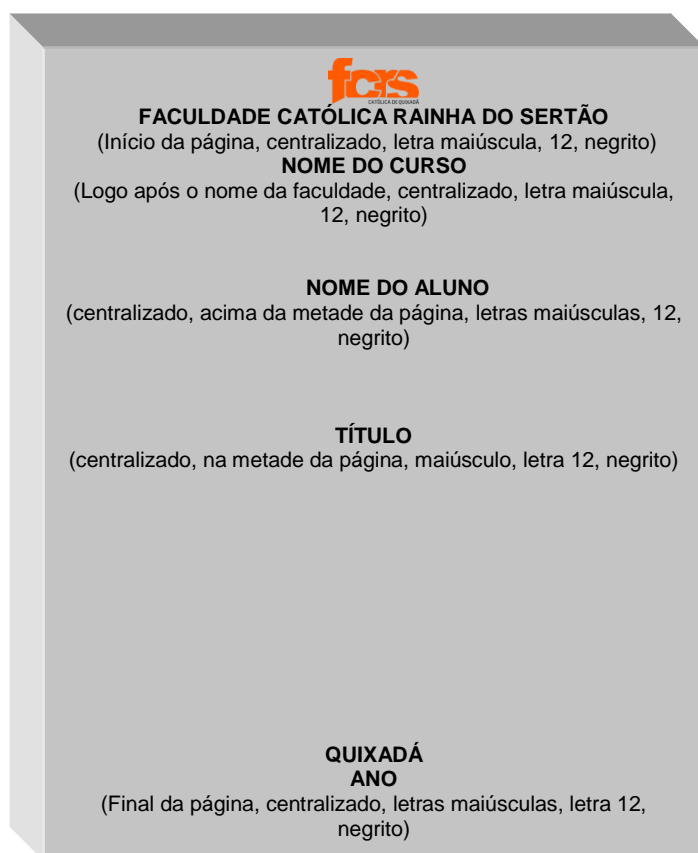 fcrs
CATÓLICA DE QUIXADÁ
FACULDADE CATÓLICA RAINHA DO SERTÃO
(Início da página, centralizado, letra maiúscula, 12, negrito)
NOME DO CURSO
(Logo após o nome da faculdade, centralizado, letra maiúscula,
12, negrito)
NOME DO ALUNO
(centralizado, acima da metade da página, letras maiúsculas, 12,
negrito)
TÍTULO
(centralizado, na metade da página, maiúsculo, letra 12, negrito)
QUIXADÁ
ANO
(Final da página, centralizado, letras maiúsculas, letra 12,
negrito)